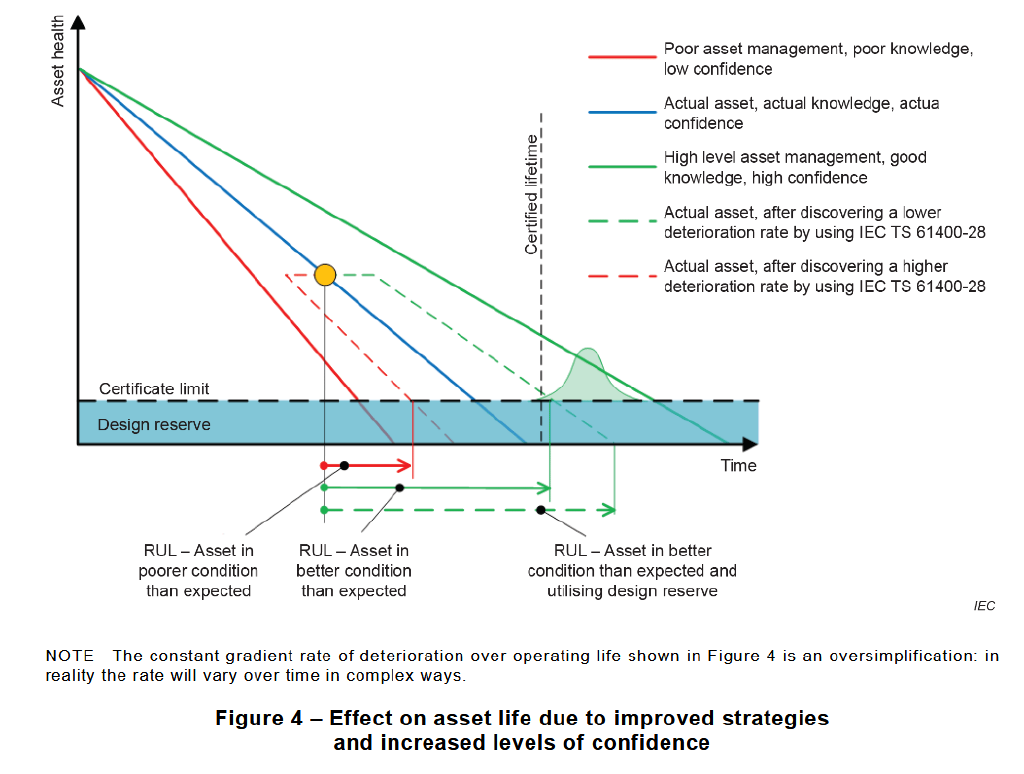 Asset health
Poor asset management, poor knowledge,
low confidence
Actual asset, actual knowledge, actua
confidence
High level asset management, good
knowledge, high confidence
Actual asset, after discovering a lower
deterioration rate by using IEC TS 61400-28
Actual asset, after discovering a higher
deterioration rate by using IEC TS 61400-28
Certified lifetime
Certificate limit
Design reserve
Time
RUL – Asset in
poorer condition
than expected
RUL – Asset in
better condition
than expected
RUL – Asset in better
condition than expected and
utilising design reserve
IEC
NOTE The constant gradient rate of deterioration over operating life shown in Figure 4 is an oversimplification: in
reality the rate will vary over time in complex ways.
Figure 4 – Effect on asset life due to improved strategies
and increased levels of confidence